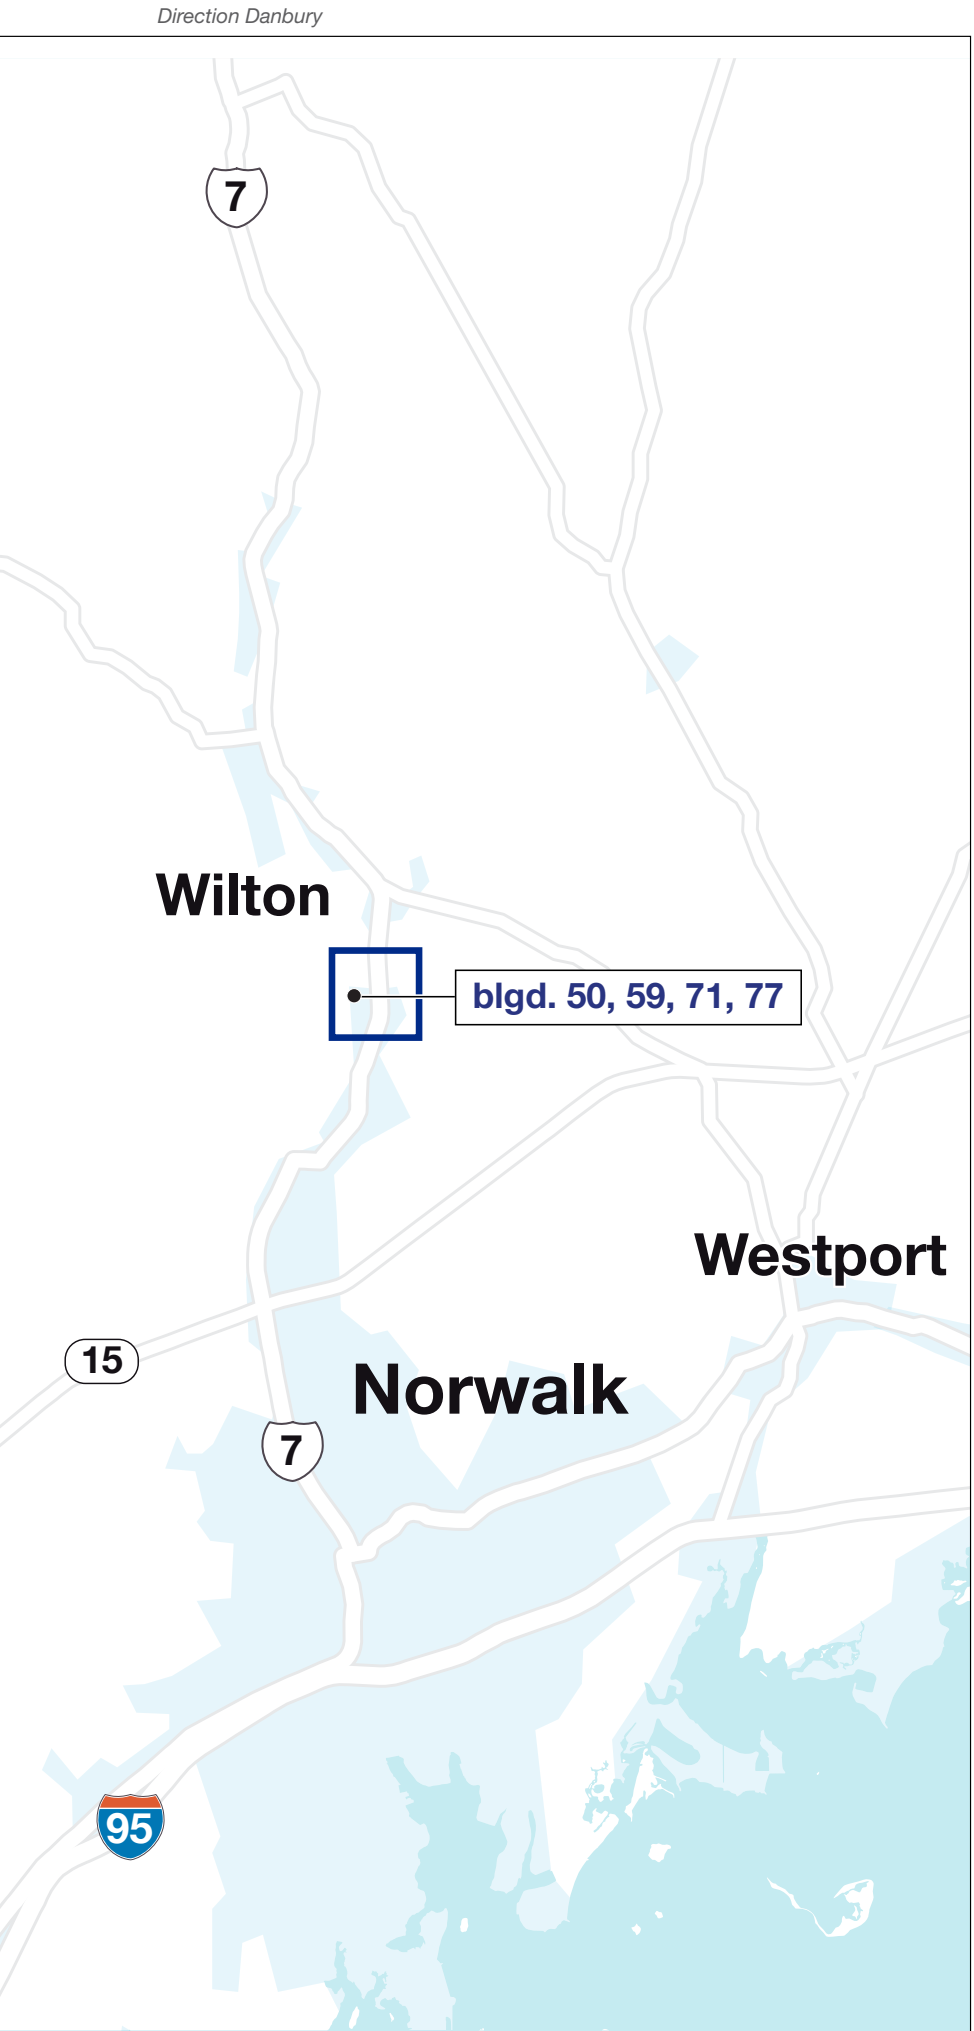 Direction Danbury
7
Wilton
blgd. 50, 59, 71, 77
Westport
15
Norwalk
7
95